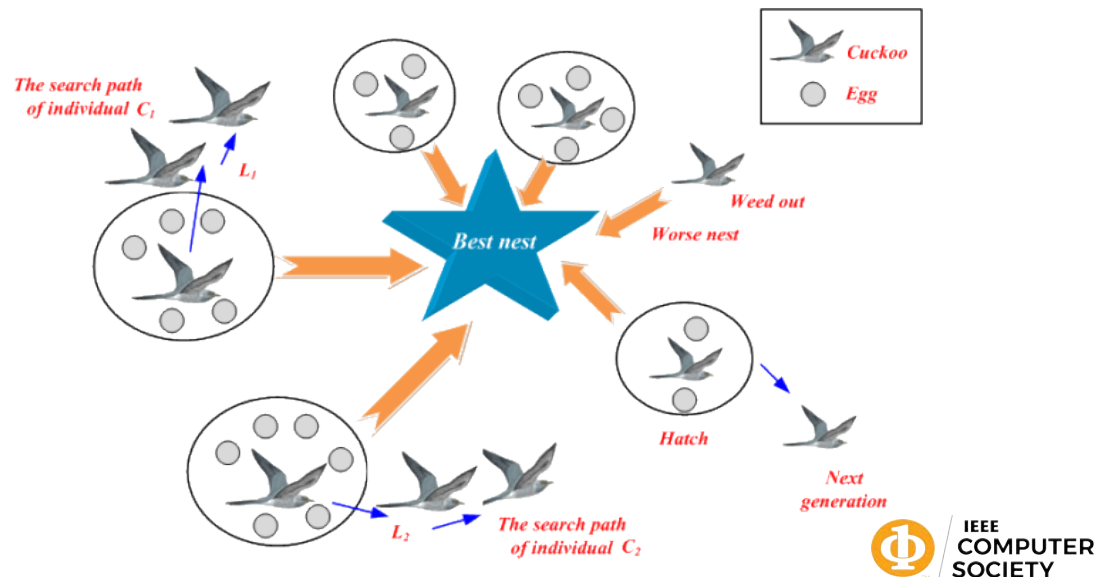 Cuckoo
Egg
The search path
of individual C₁
L₁
Weed out
Worse nest
Best nest
Hatch
Next
generation
L₂
The search path
of individual C₂
IEEE
COMPUTER
SOCIETY